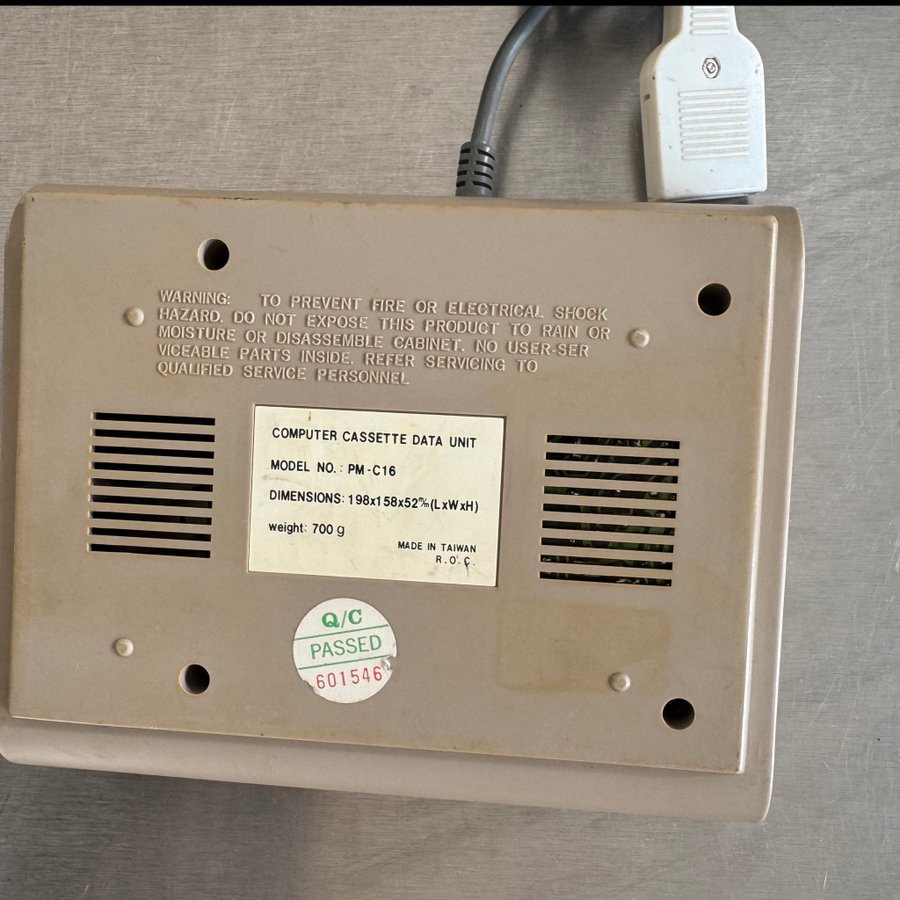 WARNING: TO PREVENT FIRE OR ELECTRICAL SHOCK
HAZARD. DO NOT EXPOSE THIS PRODUCT TO RAIN OR
MOISTURE OR DISASSEMBLE CABINET. NO USER-SER
VICEABLE PARTS INSIDE. REFER SERVICING TO
QUALIFIED SERVICE PERSONNEL
COMPUTER CASSETTE DATA UNIT
MODEL NO.: PM-C16
DIMENSIONS: 198x158x52m/m(LxWxH)
weight: 700 g
MADE IN TAIWAN
R.O.C.
Q/C
PASSED
601546